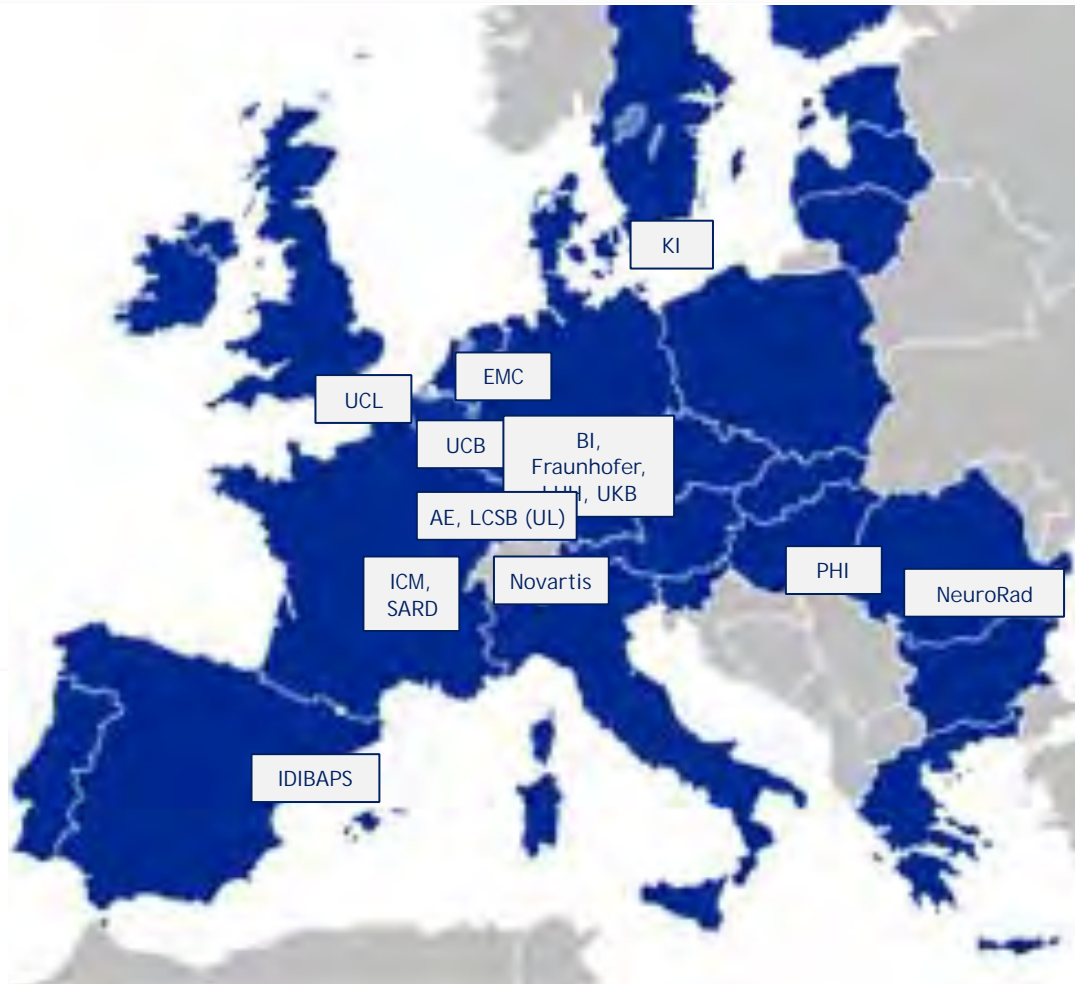 KI
EMC
UCL
UCB
BI,
Fraunhofer,
UKB
AE, LCSB (UL)
ICM,
SARD
Novartis
PHI
NeuroRad
IDIBAPS